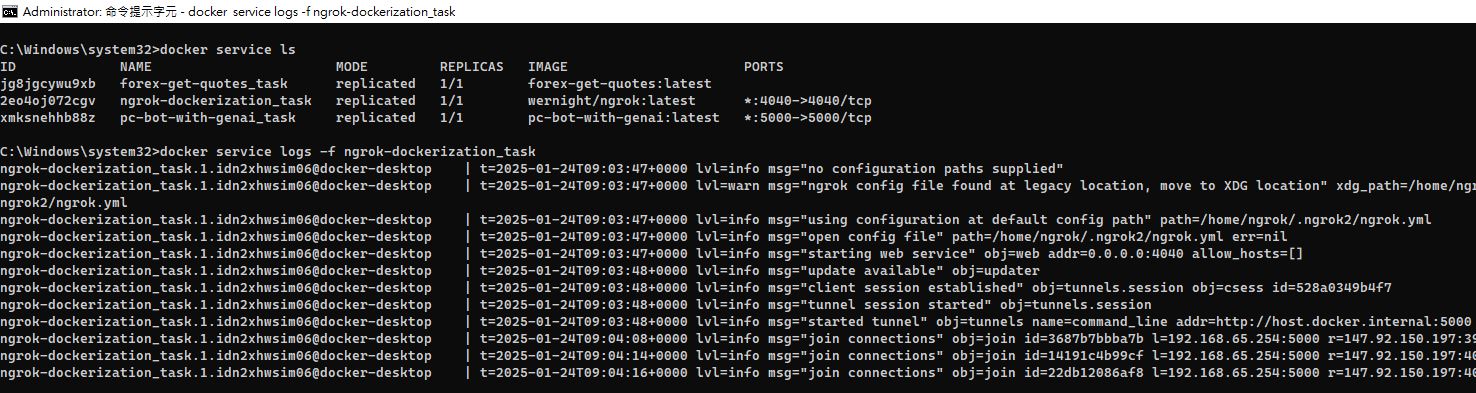 Administrator: 命令提示字元 - docker service logs -f ngrok-dockerization_task
C:\Windows\system32>docker service ls
ID NAME MODE REPLICAS IMAGE PORTS
jg8jgcywu9xb forex-get-quotes_task replicated 1/1 forex-get-quotes:latest
2eo4oj072cgv ngrok-dockerization_task replicated 1/1 wernight/ngrok:latest *:4040->4040/tcp
xmksnehhb88z pc-bot-with-genai_task replicated 1/1 pc-bot-with-genai:latest *:5000->5000/tcp
C:\Windows\system32>docker service logs -f ngrok-dockerization_task
ngrok-dockerization_task.1.idn2xhwsim06@docker-desktop | t=2025-01-24T09:03:47+0000 lvl=info msg="no configuration paths supplied"
ngrok-dockerization_task.1.idn2xhwsim06@docker-desktop | t=2025-01-24T09:03:47+0000 lvl=warn msg="ngrok config file found at legacy location, move to XDG location" xdg_path=/home/ngr
ngrok2/ngrok.yml
ngrok-dockerization_task.1.idn2xhwsim06@docker-desktop | t=2025-01-24T09:03:47+0000 lvl=info msg="using configuration at default config path" path=/home/ngrok/.ngrok2/ngrok.yml
ngrok-dockerization_task.1.idn2xhwsim06@docker-desktop | t=2025-01-24T09:03:47+0000 lvl=info msg="open config file" path=/home/ngrok/.ngrok2/ngrok.yml err=nil
ngrok-dockerization_task.1.idn2xhwsim06@docker-desktop | t=2025-01-24T09:03:47+0000 lvl=info msg="starting web service" obj=web addr=0.0.0.0:4040 allow_hosts=[]
ngrok-dockerization_task.1.idn2xhwsim06@docker-desktop | t=2025-01-24T09:03:48+0000 lvl=info msg="update available" obj=updater
ngrok-dockerization_task.1.idn2xhwsim06@docker-desktop | t=2025-01-24T09:03:48+0000 lvl=info msg="client session established" obj=tunnels.session obj=csess id=528a0349b4f7
ngrok-dockerization_task.1.idn2xhwsim06@docker-desktop | t=2025-01-24T09:03:48+0000 lvl=info msg="tunnel session started" obj=tunnels.session
ngrok-dockerization_task.1.idn2xhwsim06@docker-desktop | t=2025-01-24T09:03:48+0000 lvl=info msg="started tunnel" obj=tunnels name=command_line addr=http://host.docker.internal:5000
ngrok-dockerization_task.1.idn2xhwsim06@docker-desktop | t=2025-01-24T09:04:08+0000 lvl=info msg="join connections" obj=join id=3687b7bbba7b l=192.168.65.254:5000 r=147.92.150.197:39
ngrok-dockerization_task.1.idn2xhwsim06@docker-desktop | t=2025-01-24T09:04:14+0000 lvl=info msg="join connections" obj=join id=14191c4b99cf l=192.168.65.254:5000 r=147.92.150.197:40
ngrok-dockerization_task.1.idn2xhwsim06@docker-desktop | t=2025-01-24T09:04:16+0000 lvl=info msg="join connections" obj=join id=22db12086af8 l=192.168.65.254:5000 r=147.92.150.197:40